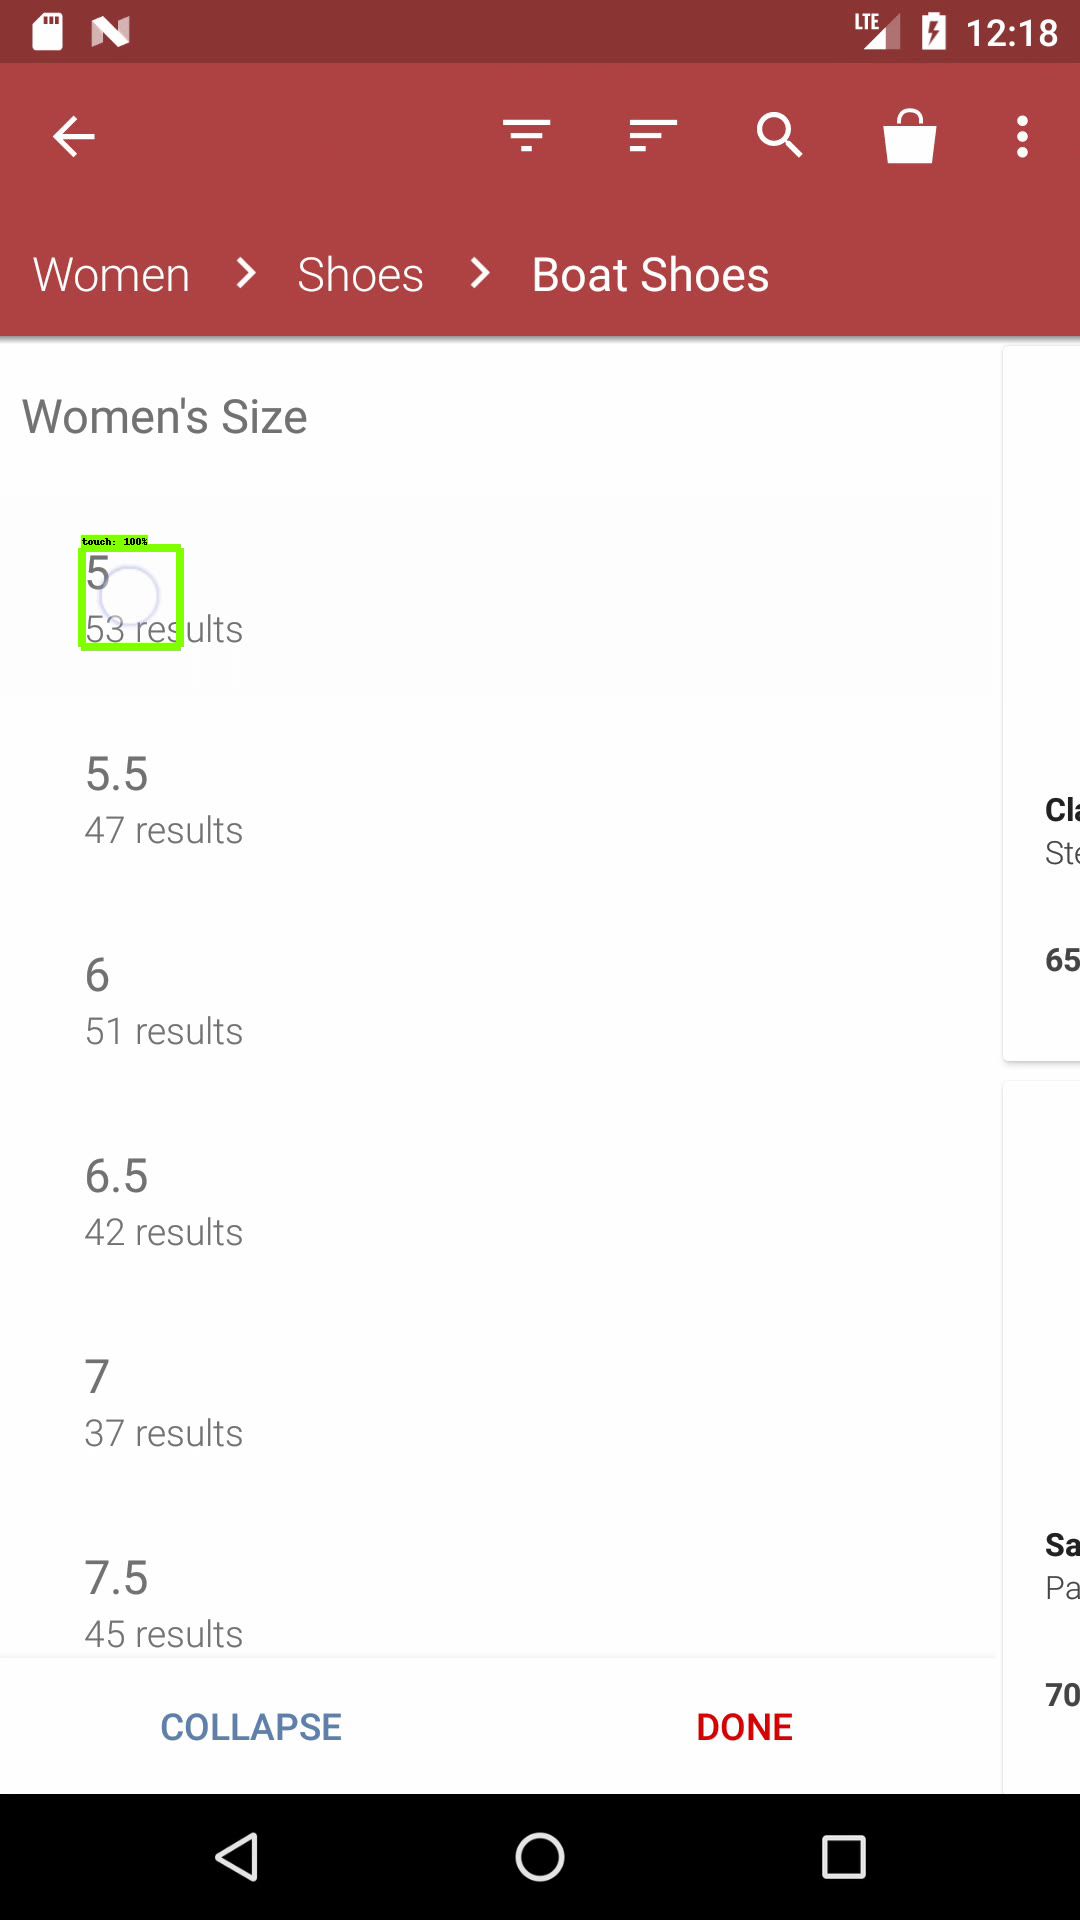 LTE 12:18
Women Shoes Boat Shoes
Women's Size
touch: 100%
5
53 results
5.5
47 results
Cla
Ste
6
51 results
65
6.5
42 results
7
37 results
7.5
45 results
Sa
Pa
70
COLLAPSE DONE